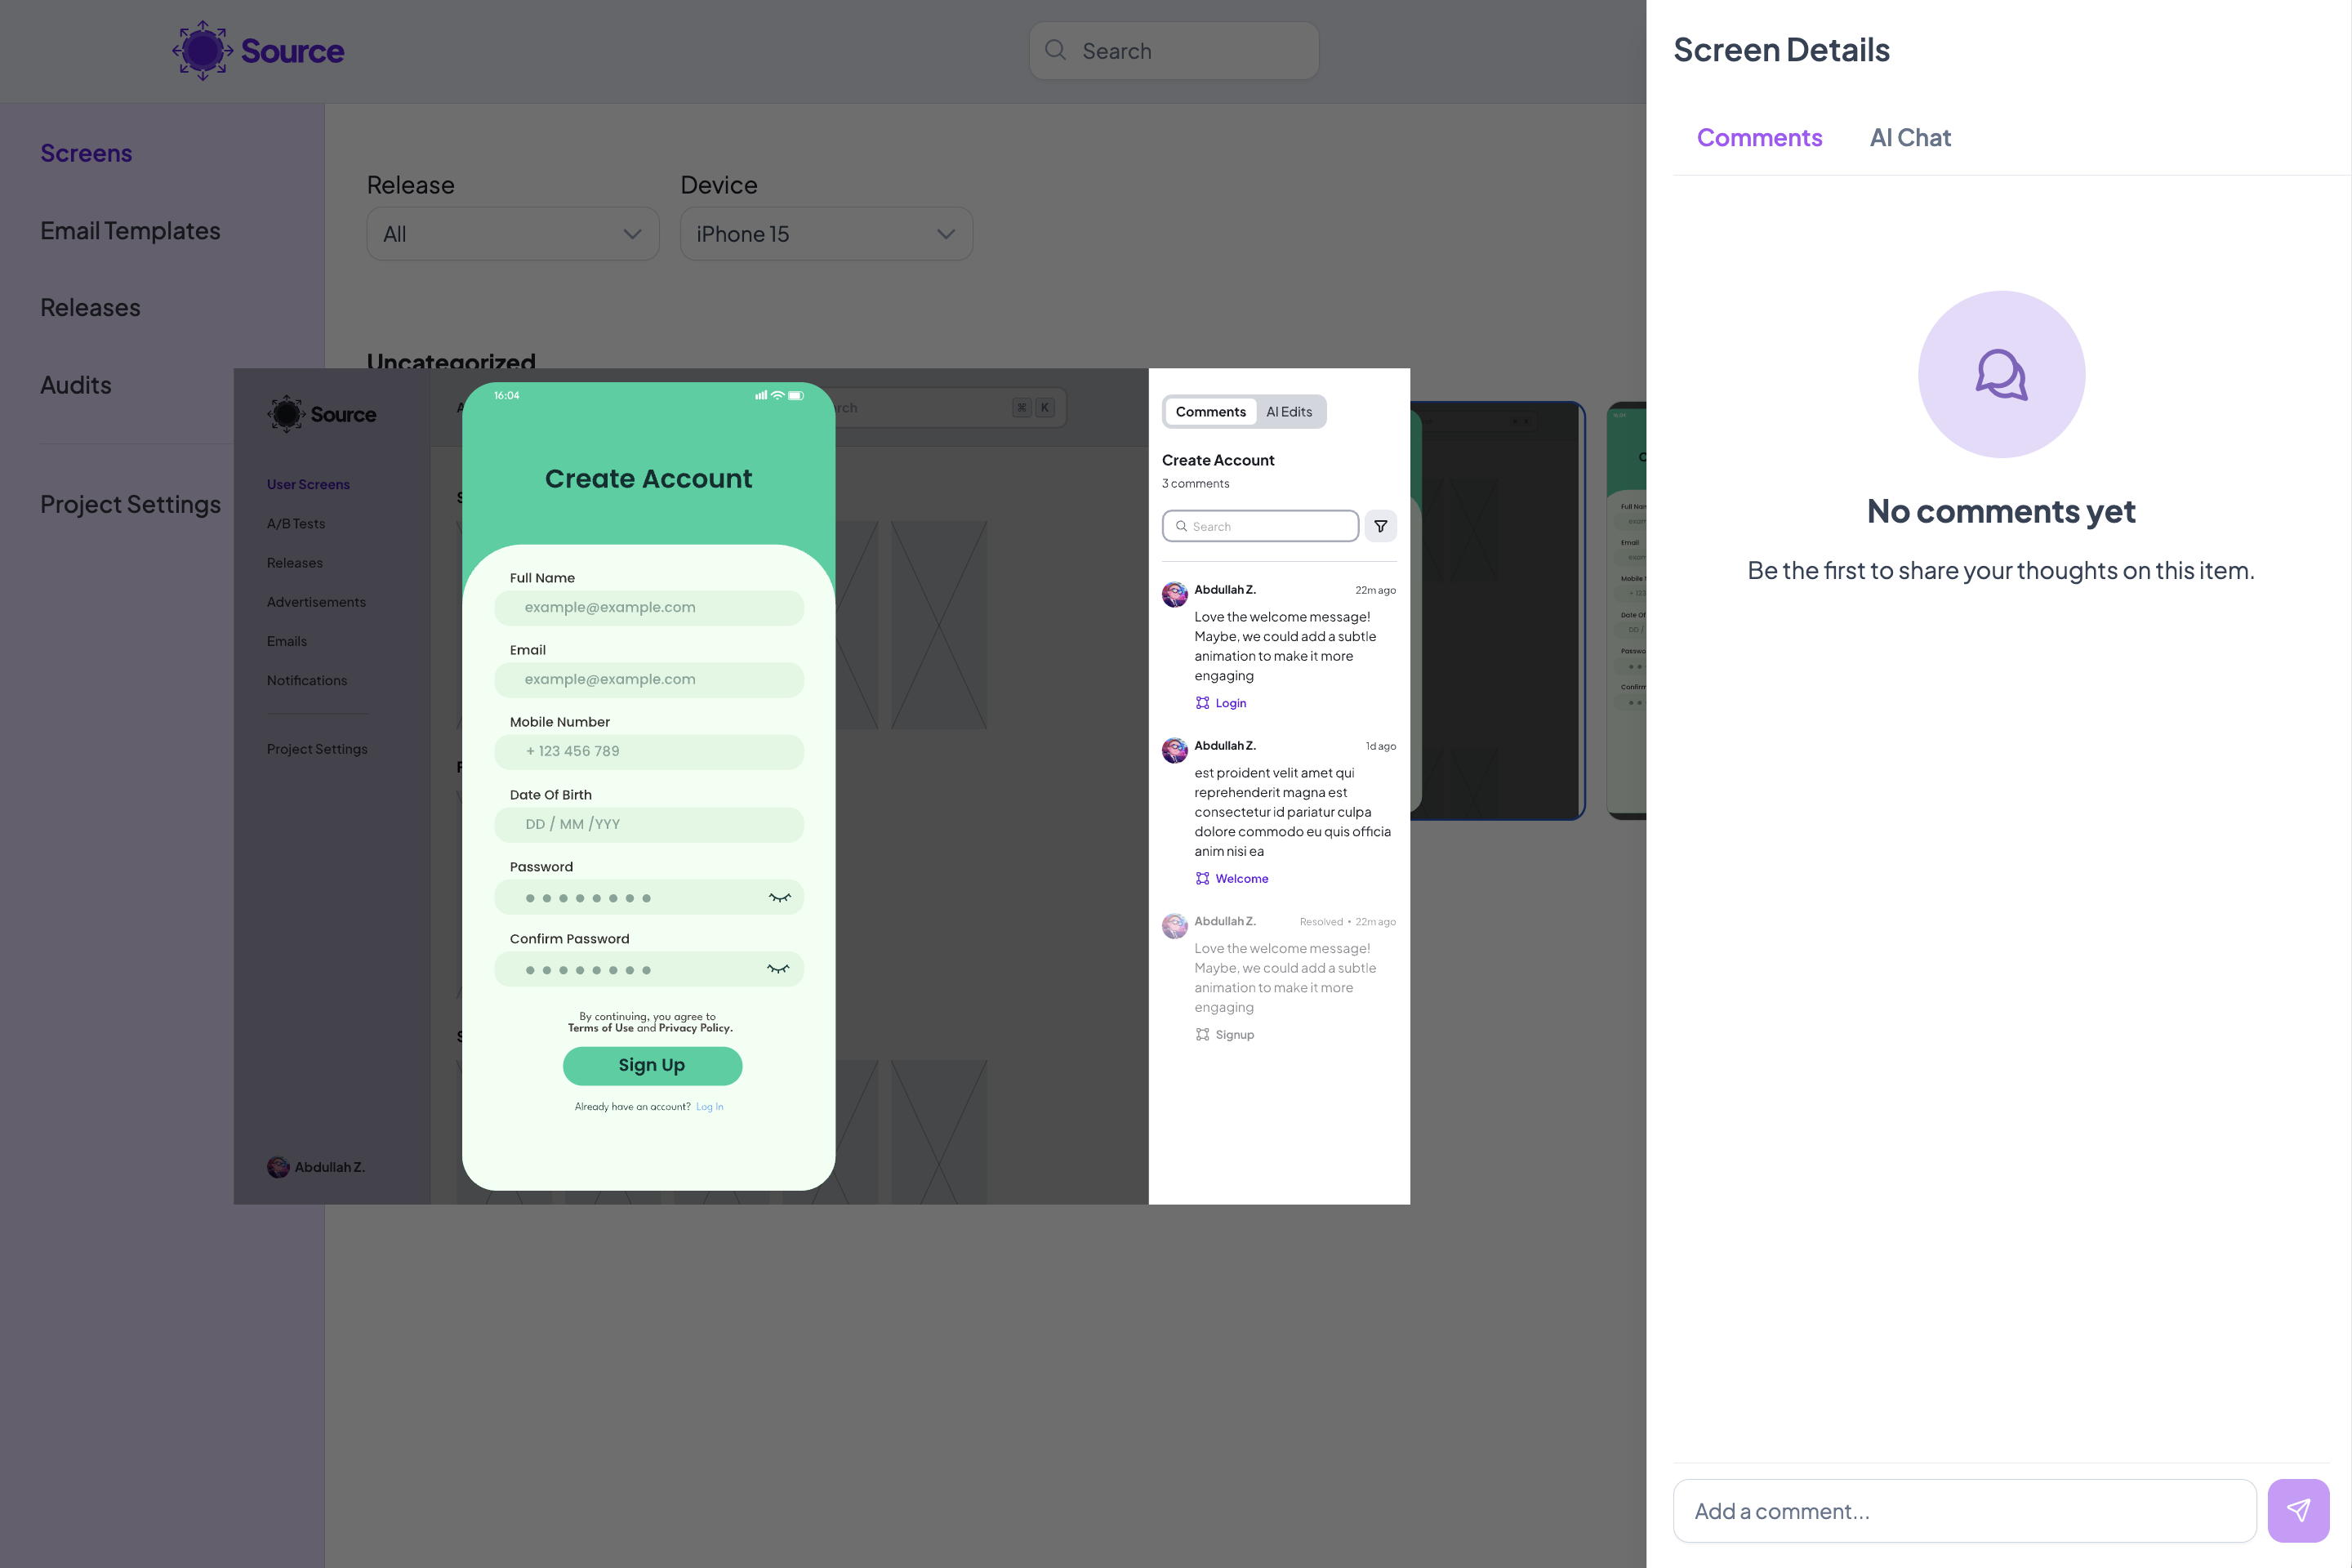 Source
Search
Screens
Email Templates
Releases
Audits
Project Settings
Release
All
Device
iPhone 15
Uncategorized
Source
User Screens
A/B Tests
Releases
Advertisements
Emails
Notifications
Project Settings
Abdullah Z.
⌘ K
16:04
Create Account
Full Name
example@example.com
Email
example@example.com
Mobile Number
+ 123 456 789
Date Of Birth
DD / MM /YYY
Password
Confirm Password
By continuing, you agree to
Terms of Use and Privacy Policy.
Sign Up
Already have an account? Log In
Comments
AI Edits
Create Account
3 comments
Search
Abdullah Z.
22m ago
Love the welcome message!
Maybe, we could add a subtle
animation to make it more
engaging
Login
Abdullah Z.
1d ago
est proident velit amet qui
reprehenderit magna est
consectetur id pariatur culpa
dolore commodo eu quis officia
anim nisi ea
Welcome
Abdullah Z.
Resolved • 22m ago
Love the welcome message!
Maybe, we could add a subtle
animation to make it more
engaging
Signup
Email
Screen Details
Comments
AI Chat
No comments yet
Be the first to share your thoughts on this item.
Add a comment...